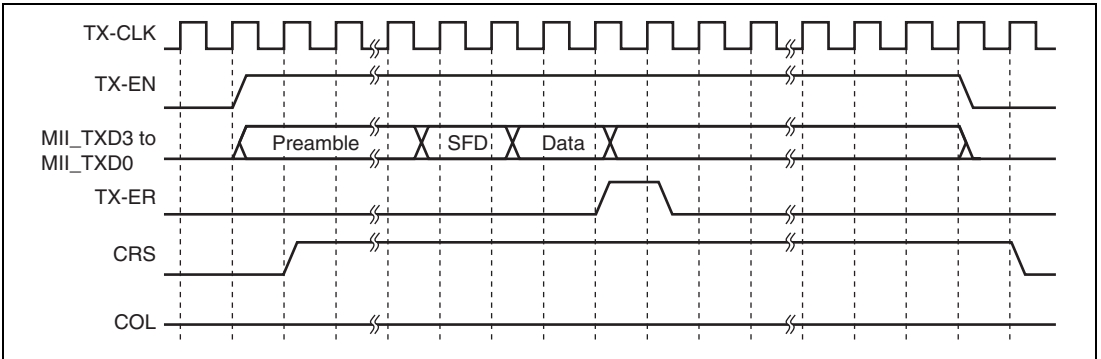 TX-CLK
TX-EN
MII_TXD3 to
MII_TXD0
Preamble
SFD
Data
TX-ER
CRS
COL